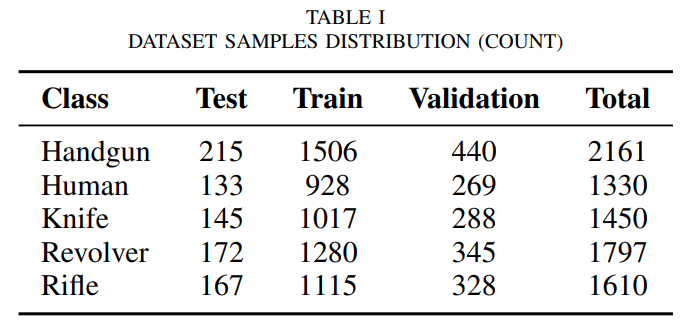 TABLE I
DATASET SAMPLES DISTRIBUTION (COUNT)
Class Test Train Validation Total
Handgun 215 1506 440 2161
Human 133 928 269 1330
Knife 145 1017 288 1450
Revolver 172 1280 345 1797
Rifle 167 1115 328 1610